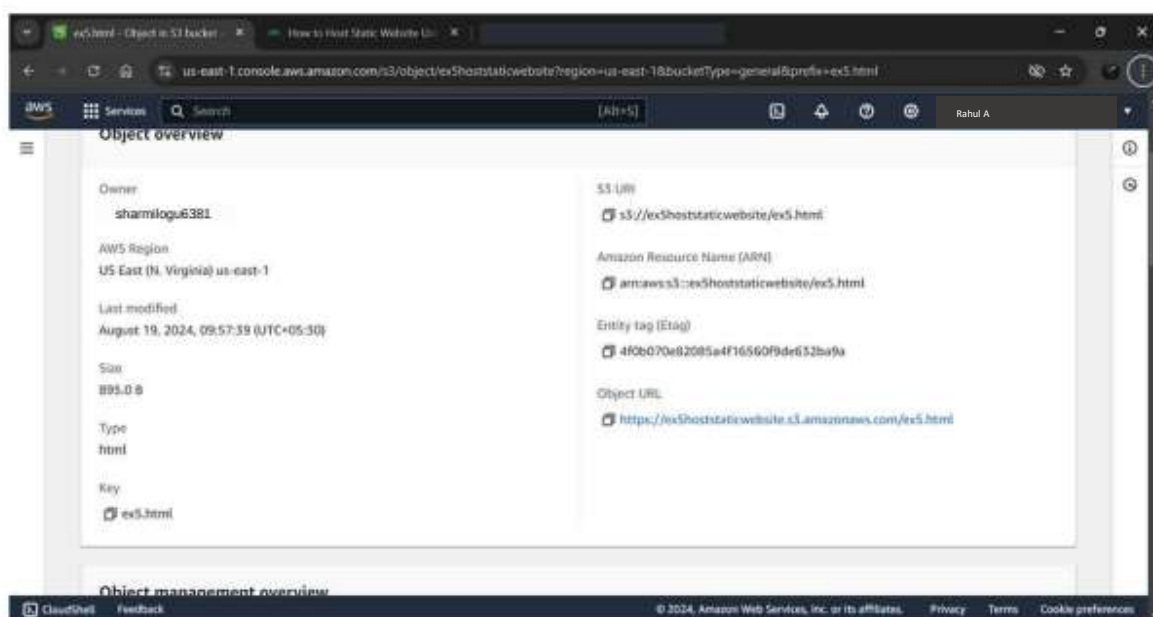 ex5.html - Object in S3 bucket
How to Host Static Website Us
us-east-1.console.aws.amazon.com/s3/object/ex5hoststaticwebsite?region=us-east-1&bucketType=general&prefix=ex5.html
aws Services Search [Alt+S] Rahul A
Object overview
Owner
sharmilogu6381
AWS Region
US East (N. Virginia) us-east-1
Last modified
August 19, 2024, 09:57:39 (UTC+05:30)
Size
895.0 B
Type
html
Key
ex5.html
S3 URI
s3://ex5hoststaticwebsite/ex5.html
Amazon Resource Name (ARN)
arn:aws:s3:::ex5hoststaticwebsite/ex5.html
Entity tag (Etag)
4f0b070e82085a4f16560f9de632ba9a
Object URL
https://ex5hoststaticwebsite.s3.amazonaws.com/ex5.html
Object management overview
CloudShell Feedback © 2024, Amazon Web Services, Inc. or its affiliates. Privacy Terms Cookie preferences